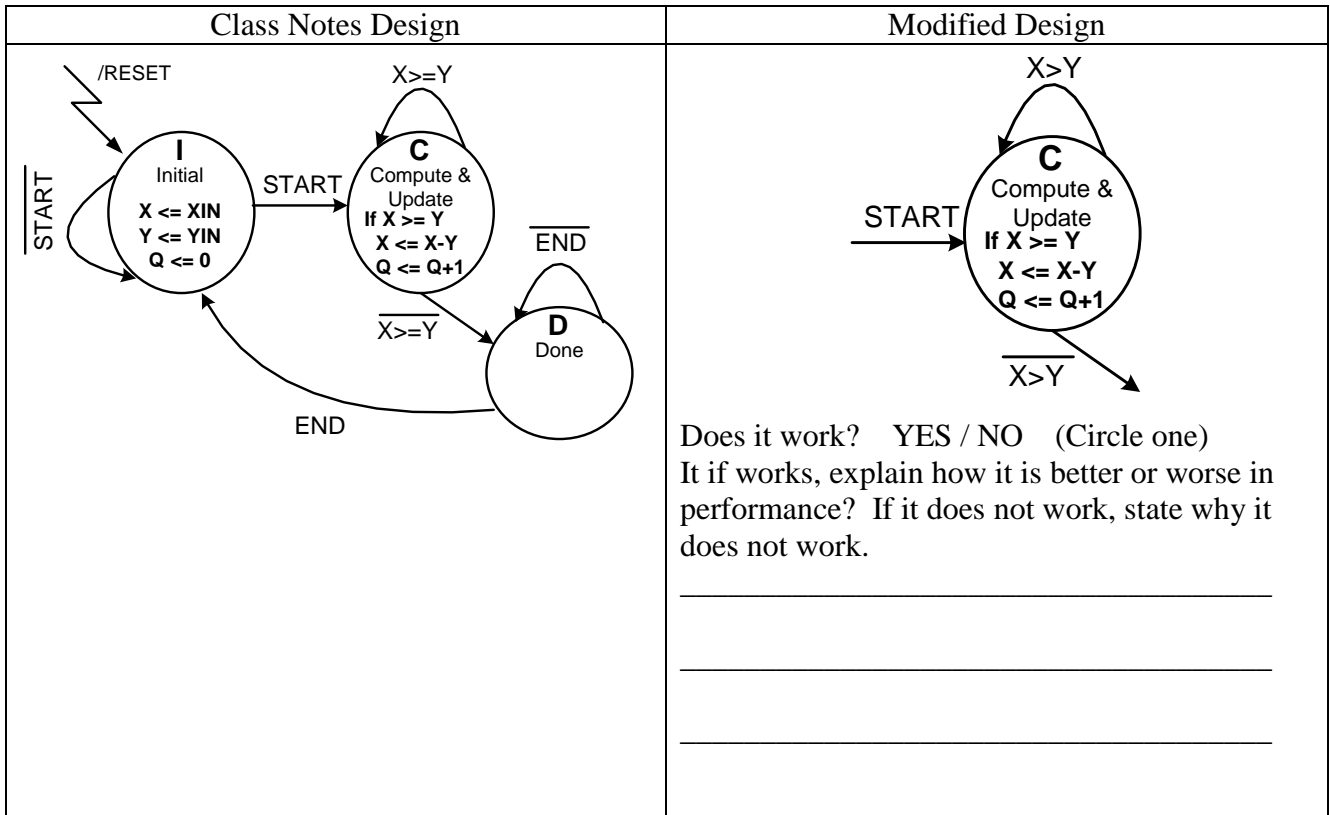 Class Notes Design
/RESET
START
I
Initial
X <= XIN
Y <= YIN
Q <= 0
START
X>=Y
C
Compute &
Update
If X >= Y
X <= X-Y
Q <= Q+1
X>=Y
END
D
Done
END
Modified Design
X>Y
START
C
Compute &
Update
If X >= Y
X <= X-Y
Q <= Q+1
X>Y
Does it work? YES / NO (Circle one)
It if works, explain how it is better or worse in
performance? If it does not work, state why it
does not work.